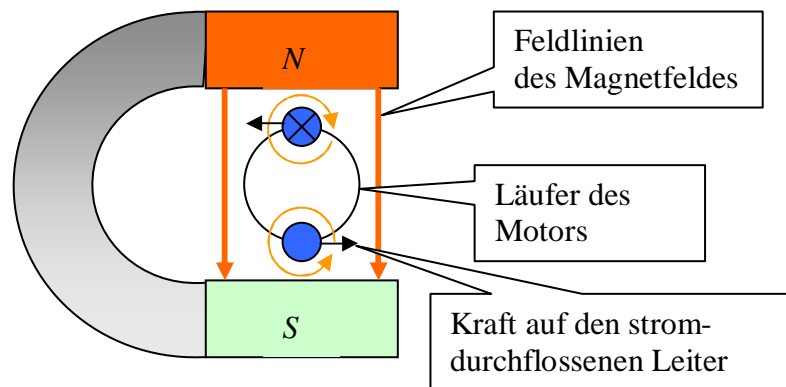 N
Feldlinien
des Magnetfeldes
Läufer des
Motors
S
Kraft auf den strom-
durchflossenen Leiter